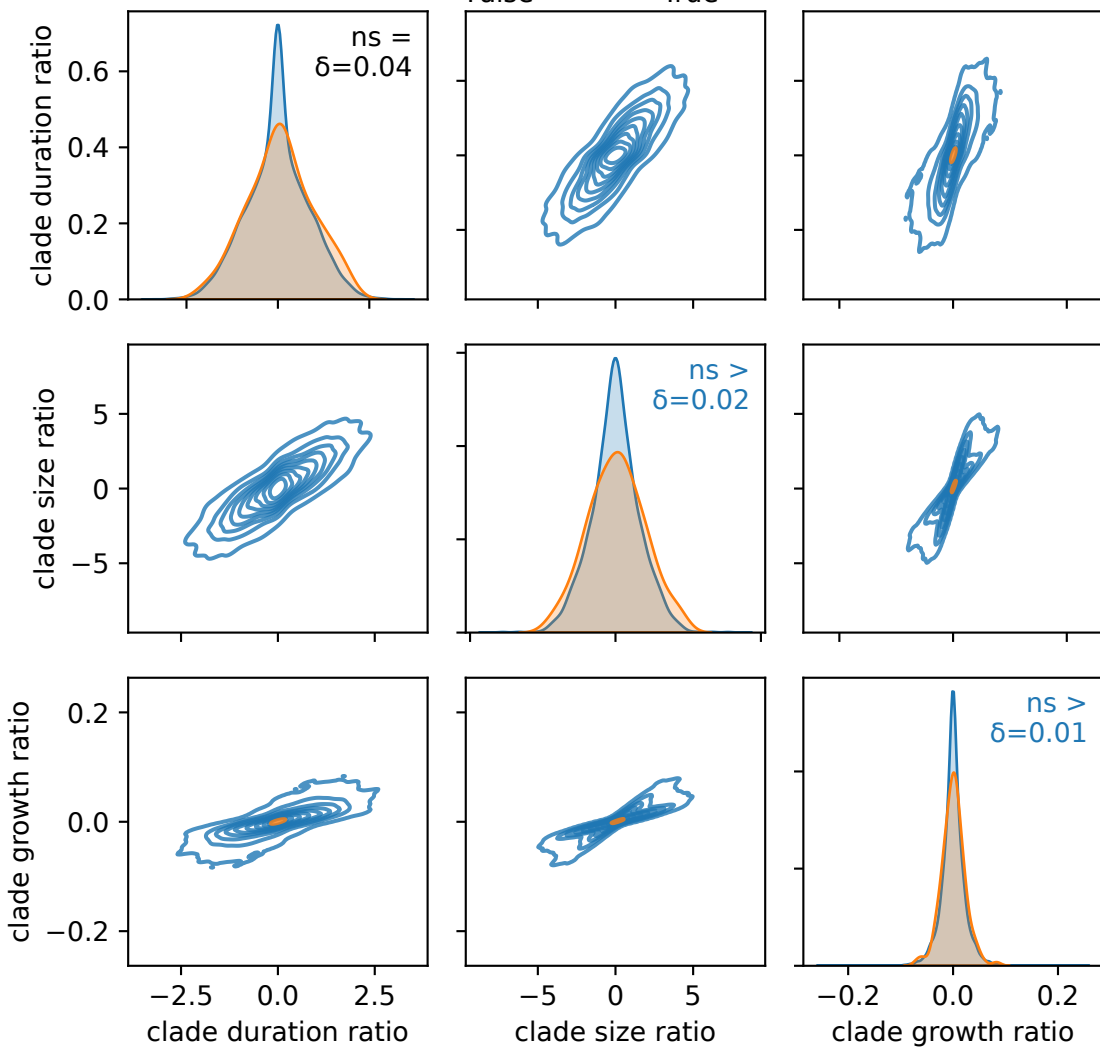 clade duration ratio
0.6
0.4
0.2
0.0
ns =
δ=0.04
clade size ratio
5
0
−5
ns >
δ=0.02
clade growth ratio
0.2
0.0
−0.2
ns >
δ=0.01
−2.5 0.0 2.5
−5 0 5
−0.2 0.0 0.2
clade duration ratio
clade size ratio
clade growth ratio